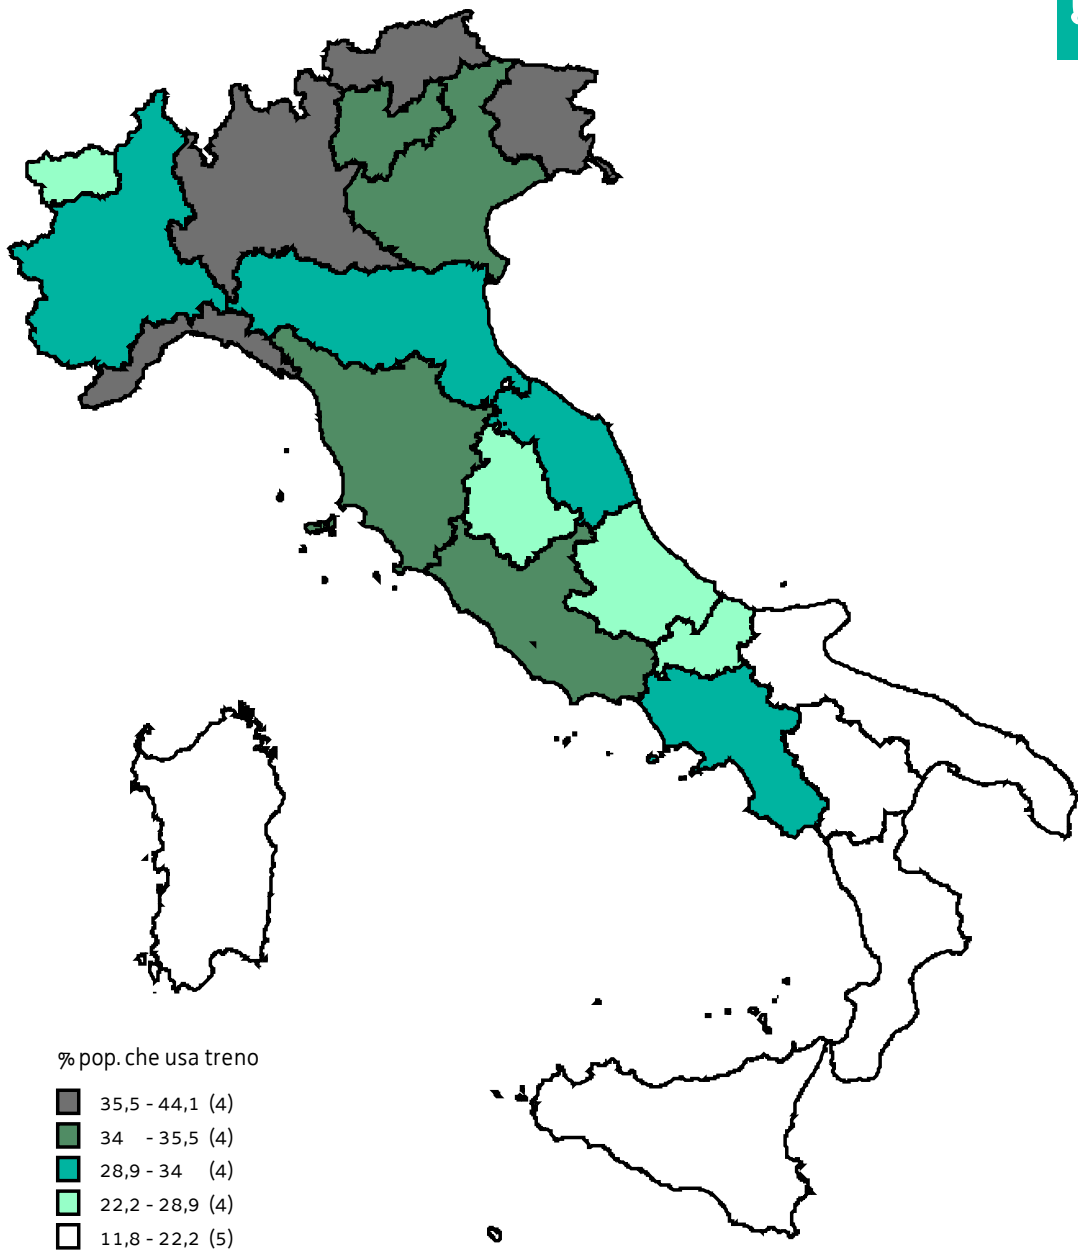 % pop. che usa treno
35,5 - 44,1 (4)
34 - 35,5 (4)
28,9 - 34 (4)
22,2 - 28,9 (4)
11,8 - 22,2 (5)